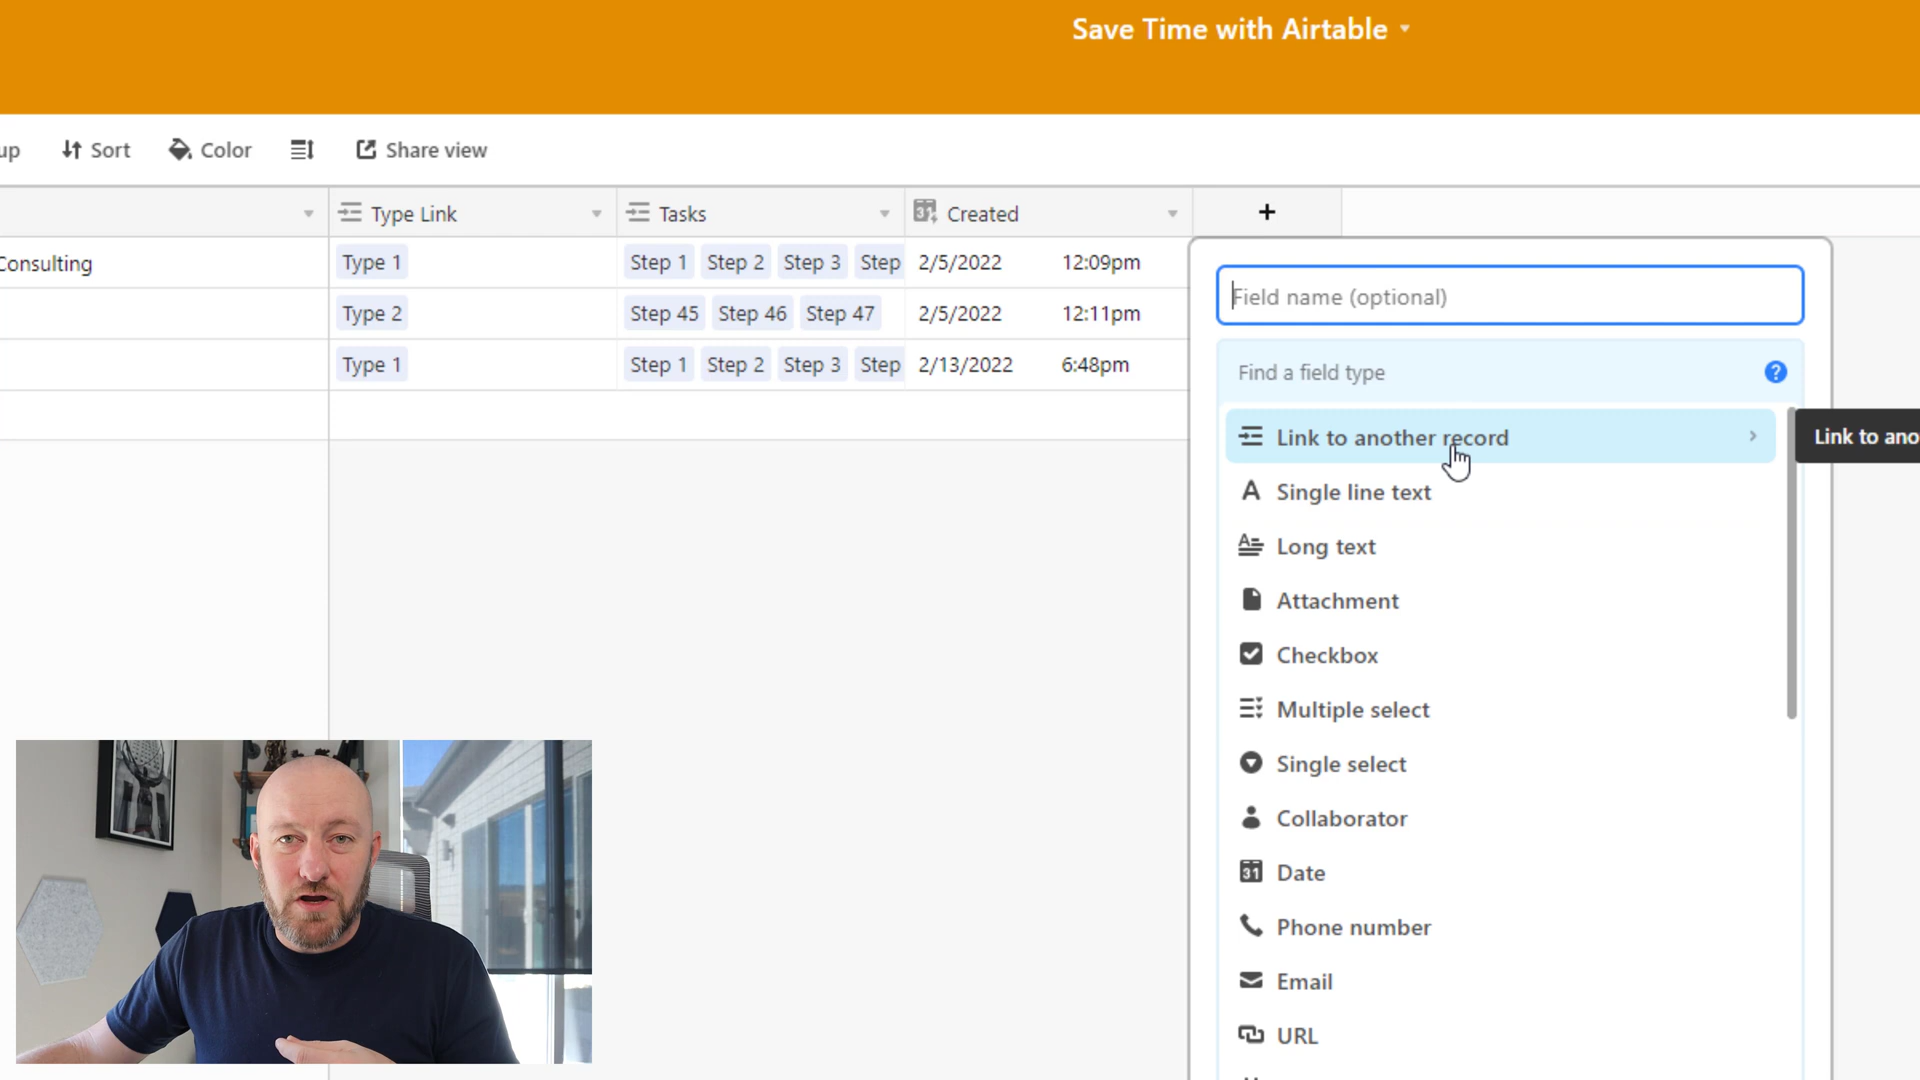 Save Time with Airtable
up Sort Color Share view
Type Link Tasks 31 Created +
Consulting Type 1 Step 1 Step 2 Step 3 Step 2/5/2022 12:09pm
Type 2 Step 45 Step 46 Step 47 2/5/2022 12:11pm
Type 1 Step 1 Step 2 Step 3 Step 2/13/2022 6:48pm
Field name (optional)
Find a field type ?
Link to another record
Link to ano
A Single line text
Long text
Attachment
Checkbox
Multiple select
Single select
Collaborator
31 Date
Phone number
Email
URL